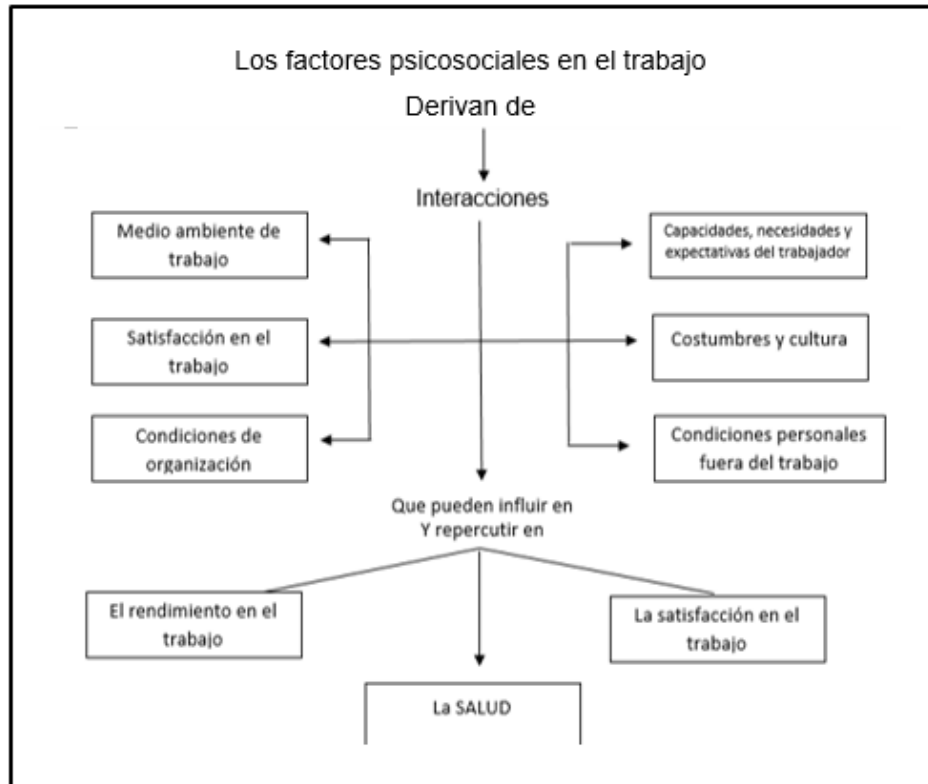 Los factores psicosociales en el trabajo
Derivan de
Interacciones
Medio ambiente de
trabajo
Capacidades, necesidades y
expectativas del trabajador
Satisfacción en el
trabajo
Costumbres y cultura
Condiciones de
organización
Condiciones personales
fuera del trabajo
Que pueden influir en
Y repercutir en
El rendimiento en el
trabajo
La satisfacción en el
trabajo
La SALUD